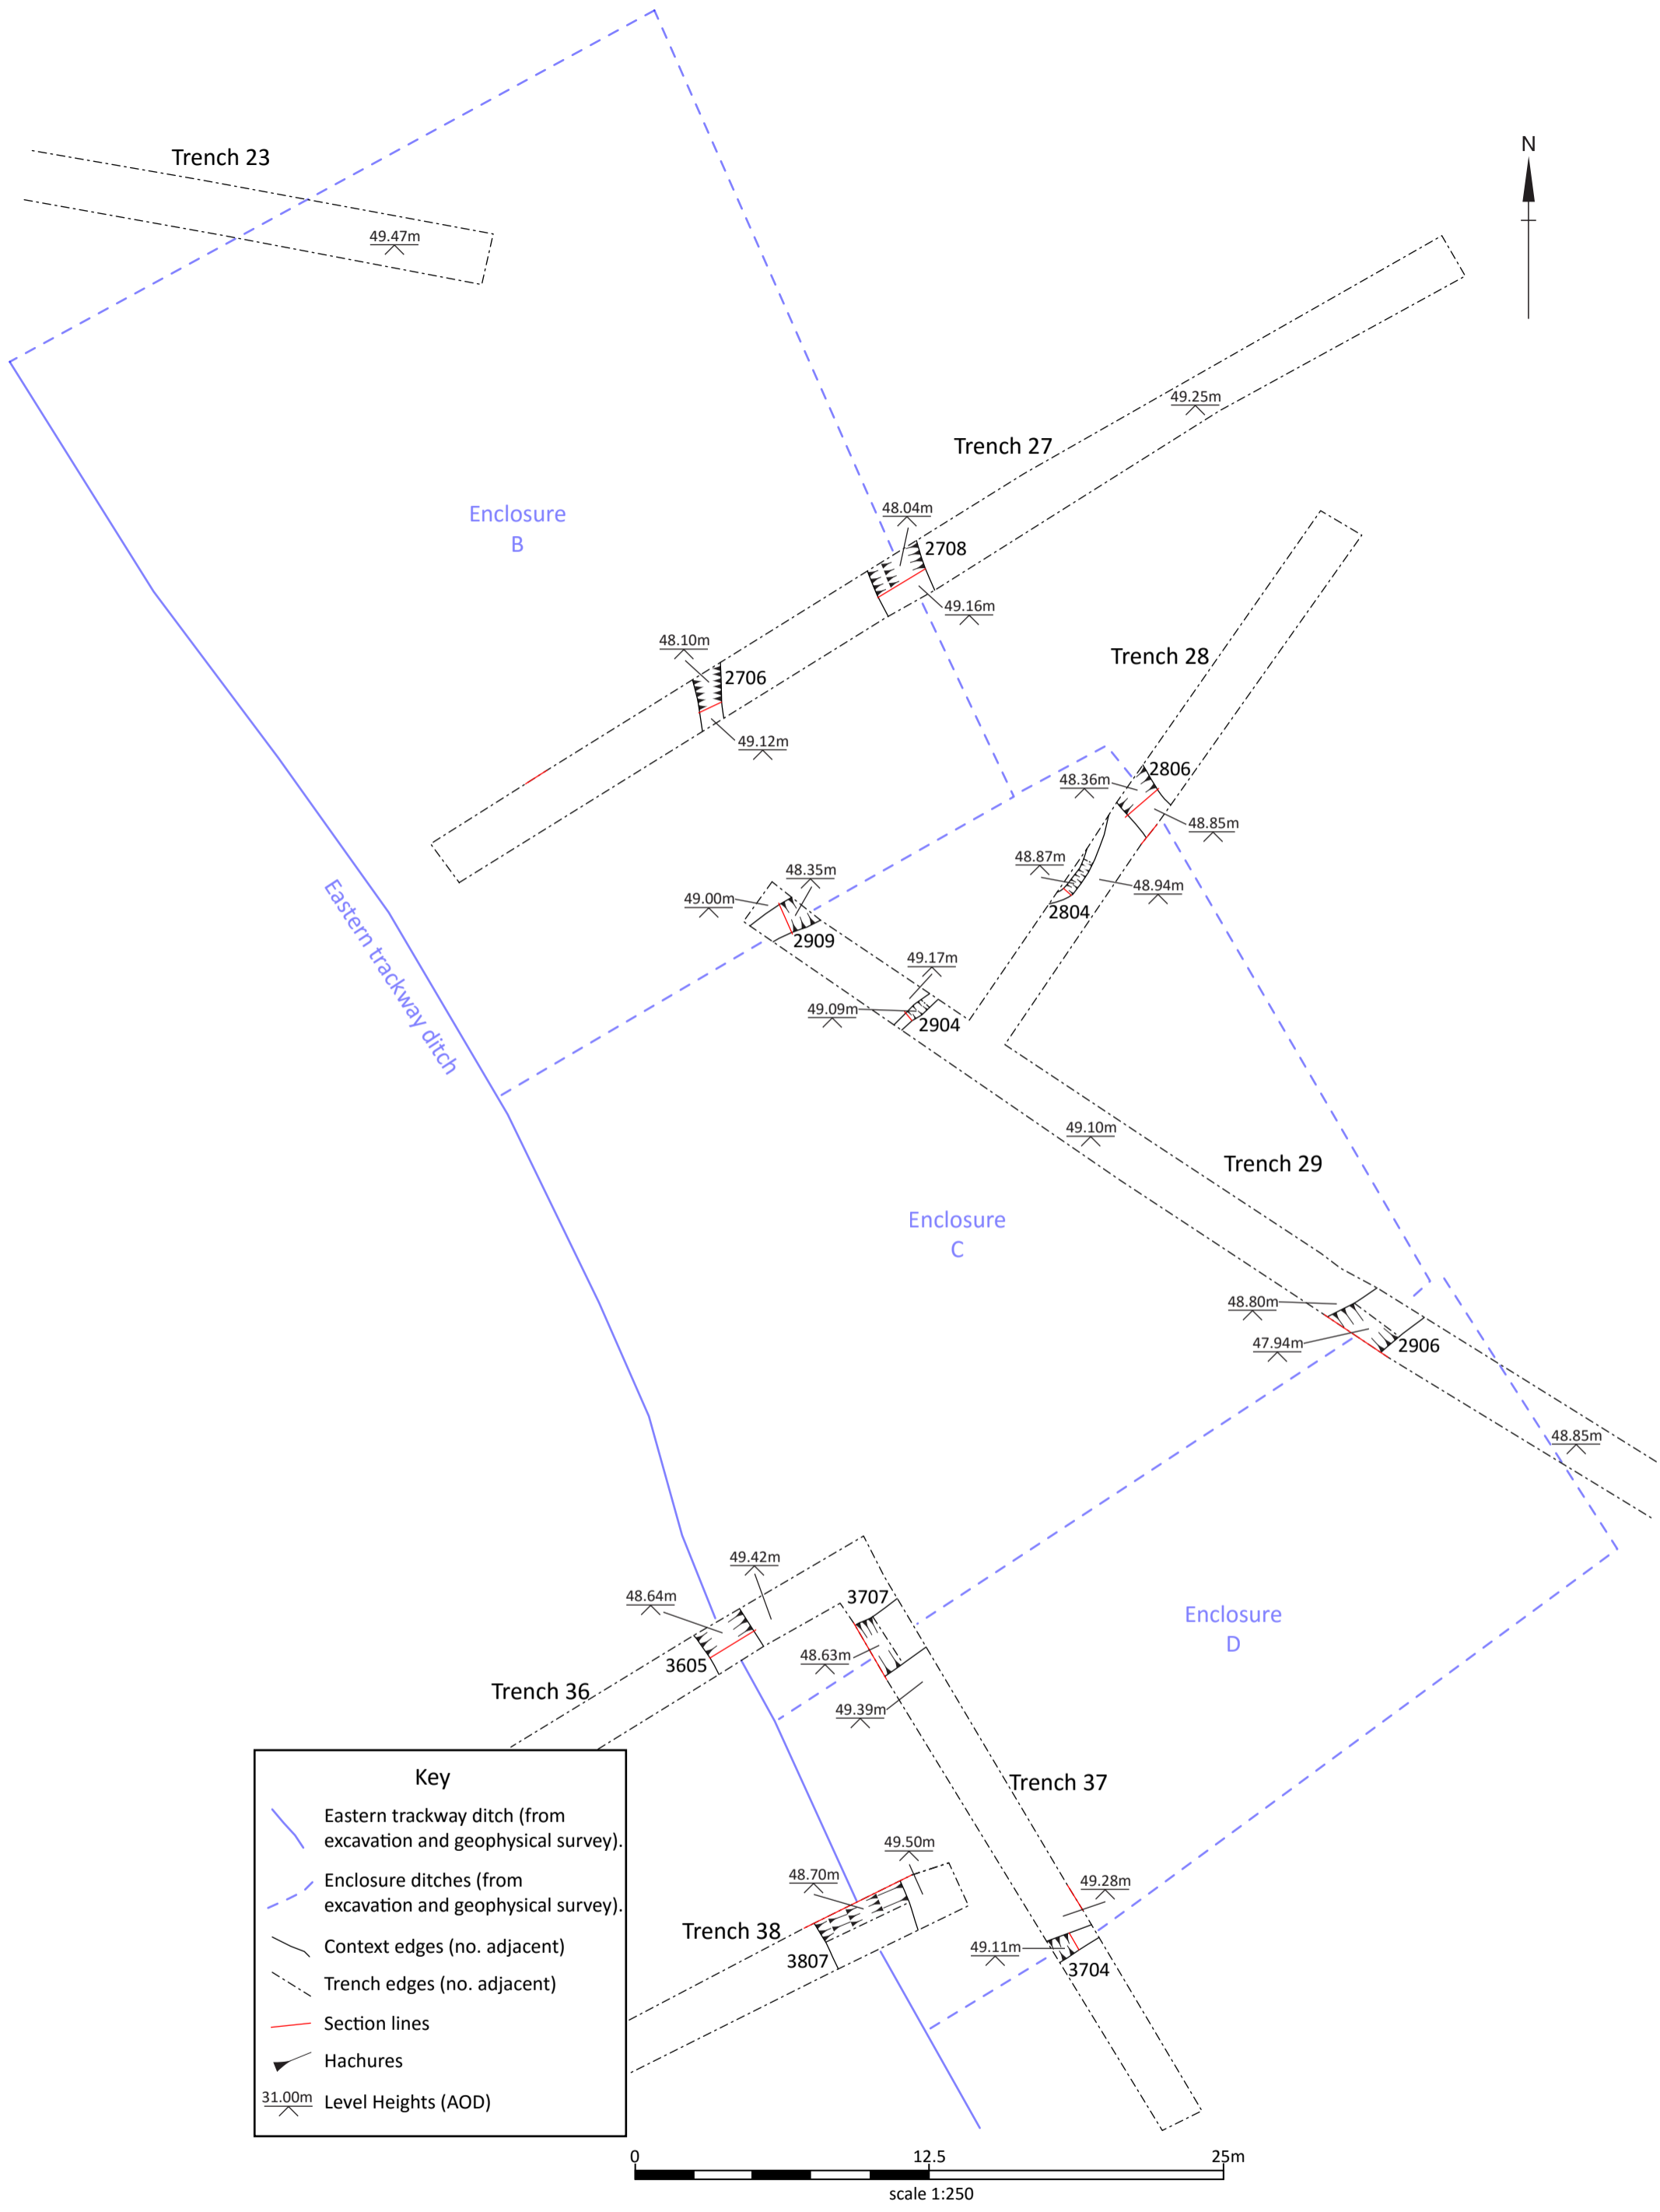 Trench 23
N
49.47m
49.25m
Trench 27
Enclosure
B
48.04m
2708
49.16m
48.10m
2706
49.12m
Trench 28
48.36m
2806
48.85m
48.87m
48.94m
2804
49.00m
48.35m
2909
49.17m
49.09m
2904
Eastern trackway ditch
49.10m
Trench 29
Enclosure
C
48.80m
47.94m
2906
48.85m
49.42m
48.64m
3605
3707
48.63m
49.39m
Enclosure
D
Trench 36
Trench 37
49.50m
48.70m
Trench 38
3807
49.28m
49.11m
3704
Key
Eastern trackway ditch (from
excavation and geophysical survey).
Enclosure ditches (from
excavation and geophysical survey).
Context edges (no. adjacent)
Trench edges (no. adjacent)
Section lines
Hachures
31.00m Level Heights (AOD)
0 12.5 25m
scale 1:250